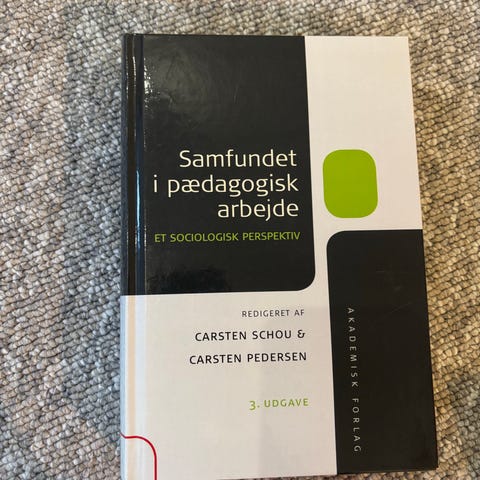 Samfundet
i pædagogisk
arbejde
ET SOCIOLOGISK PERSPEKTIV
REDIGERET AF
CARSTEN SCHOU &
CARSTEN PEDERSEN
3. UDGAVE
AKADEMISK FORLAG